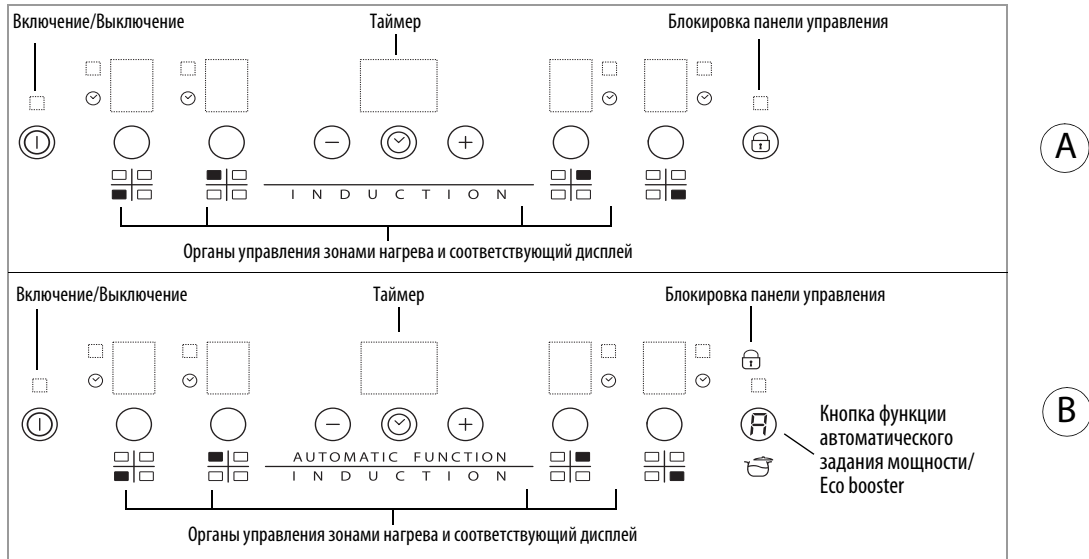 Включение/Выключение
Таймер
Блокировка панели управления
INDUCTION
Органы управления зонами нагрева и соответствующий дисплей
A
Включение/Выключение
Таймер
Блокировка панели управления
A
AUTOMATIC FUNCTION
INDUCTION
Кнопка функции
автоматического
задания мощности/
Eco booster
Органы управления зонами нагрева и соответствующий дисплей
B